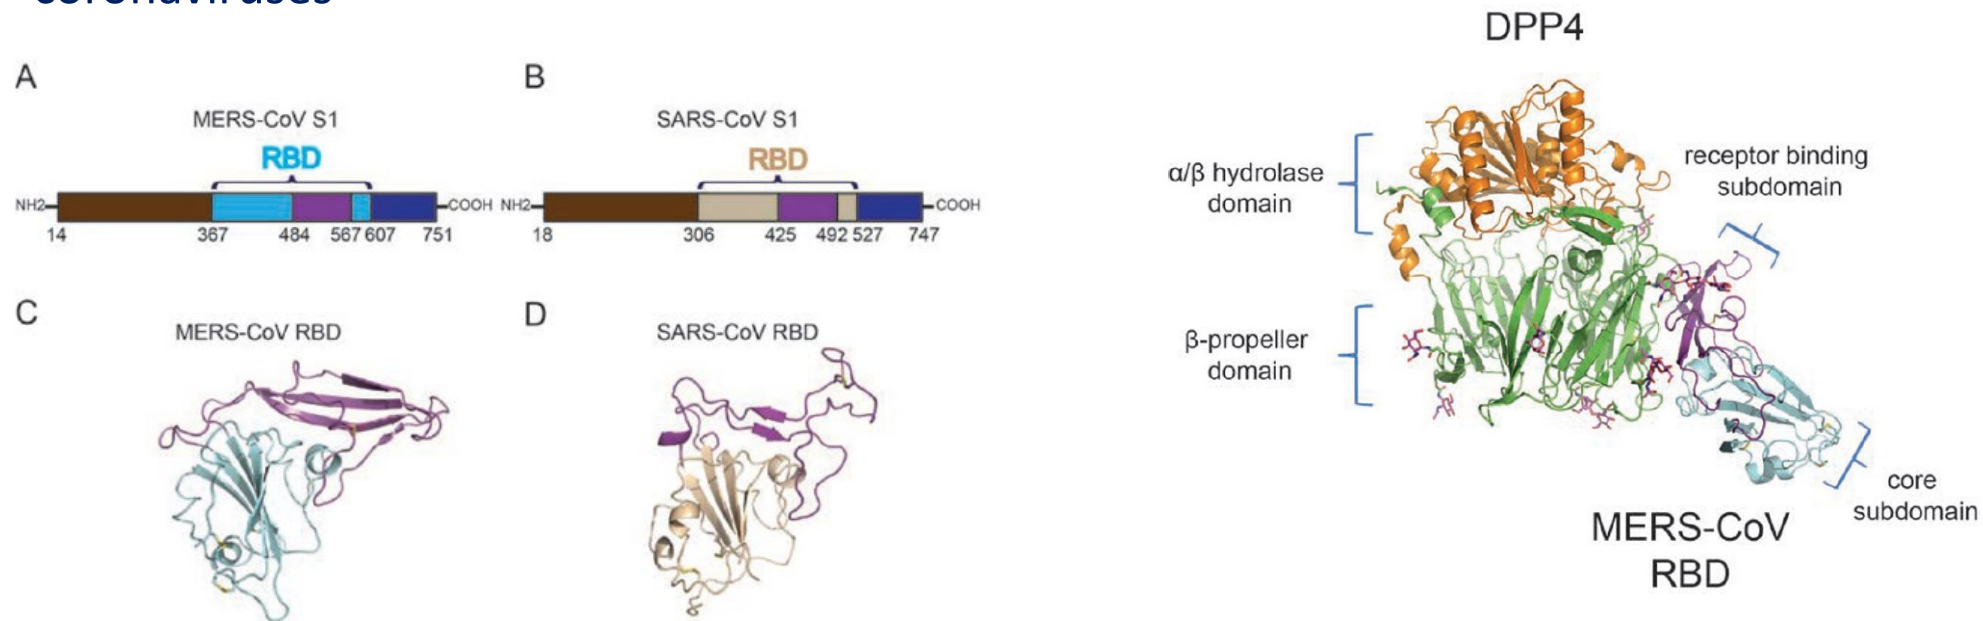 coronaviruses
A
MERS-CoV S1
RBD
NH2 COOH
14 367 484 567 607 751
B
SARS-CoV S1
RBD
NH2 COOH
18 306 425 492 527 747
C
MERS-CoV RBD
D
SARS-CoV RBD
DPP4
α/β hydrolase
domain
receptor binding
subdomain
β-propeller
domain
core
subdomain
MERS-CoV
RBD